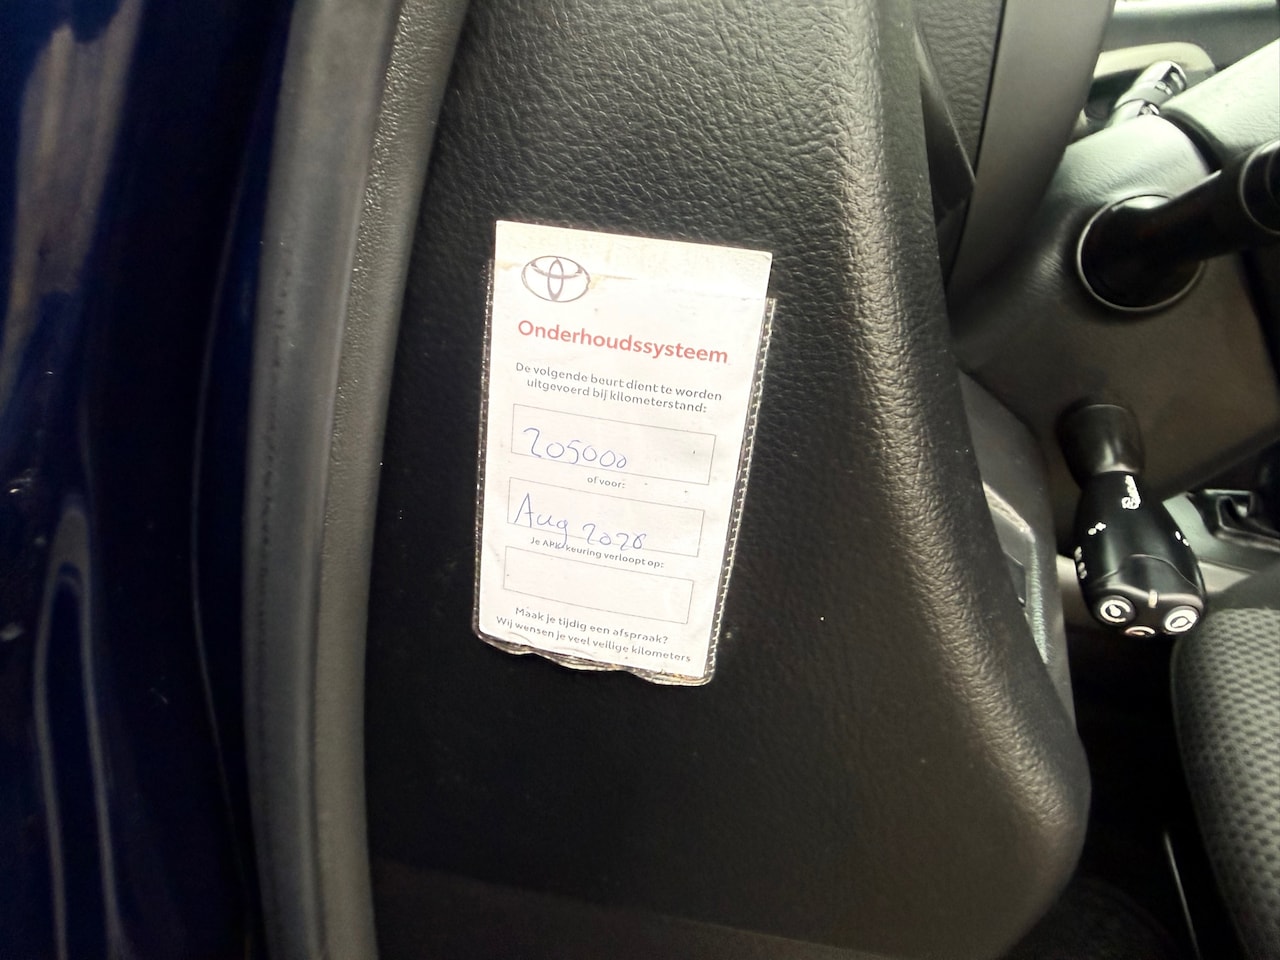 Onderhoudssysteem
De volgende beurt dient te worden
uitgevoerd bij kilometerstand:
205000
of voor:
Aug 2028
Je APK keuring verloopt op:
Maak je tijdig een afspraak?
Wij wensen je veel veilige kilometers